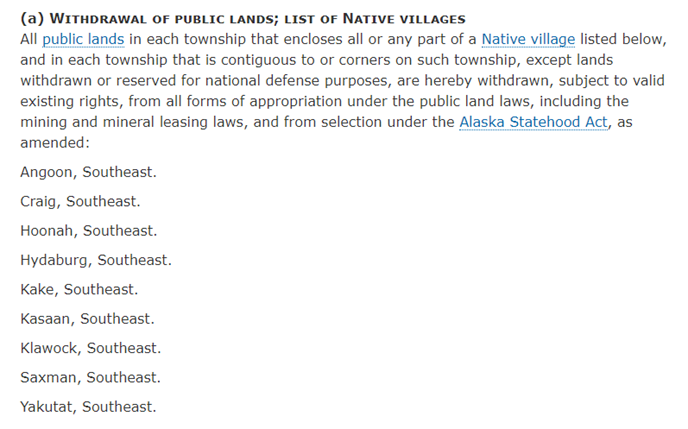 (a) Withdrawal of public lands; list of Native villages
All public lands in each township that encloses all or any part of a Native village listed below,
and in each township that is contiguous to or corners on such township, except lands
withdrawn or reserved for national defense purposes, are hereby withdrawn, subject to valid
existing rights, from all forms of appropriation under the public land laws, including the
mining and mineral leasing laws, and from selection under the Alaska Statehood Act, as
amended:
Angoon, Southeast.
Craig, Southeast.
Hoonah, Southeast.
Hydaburg, Southeast.
Kake, Southeast.
Kasaan, Southeast.
Klawock, Southeast.
Saxman, Southeast.
Yakutat, Southeast.